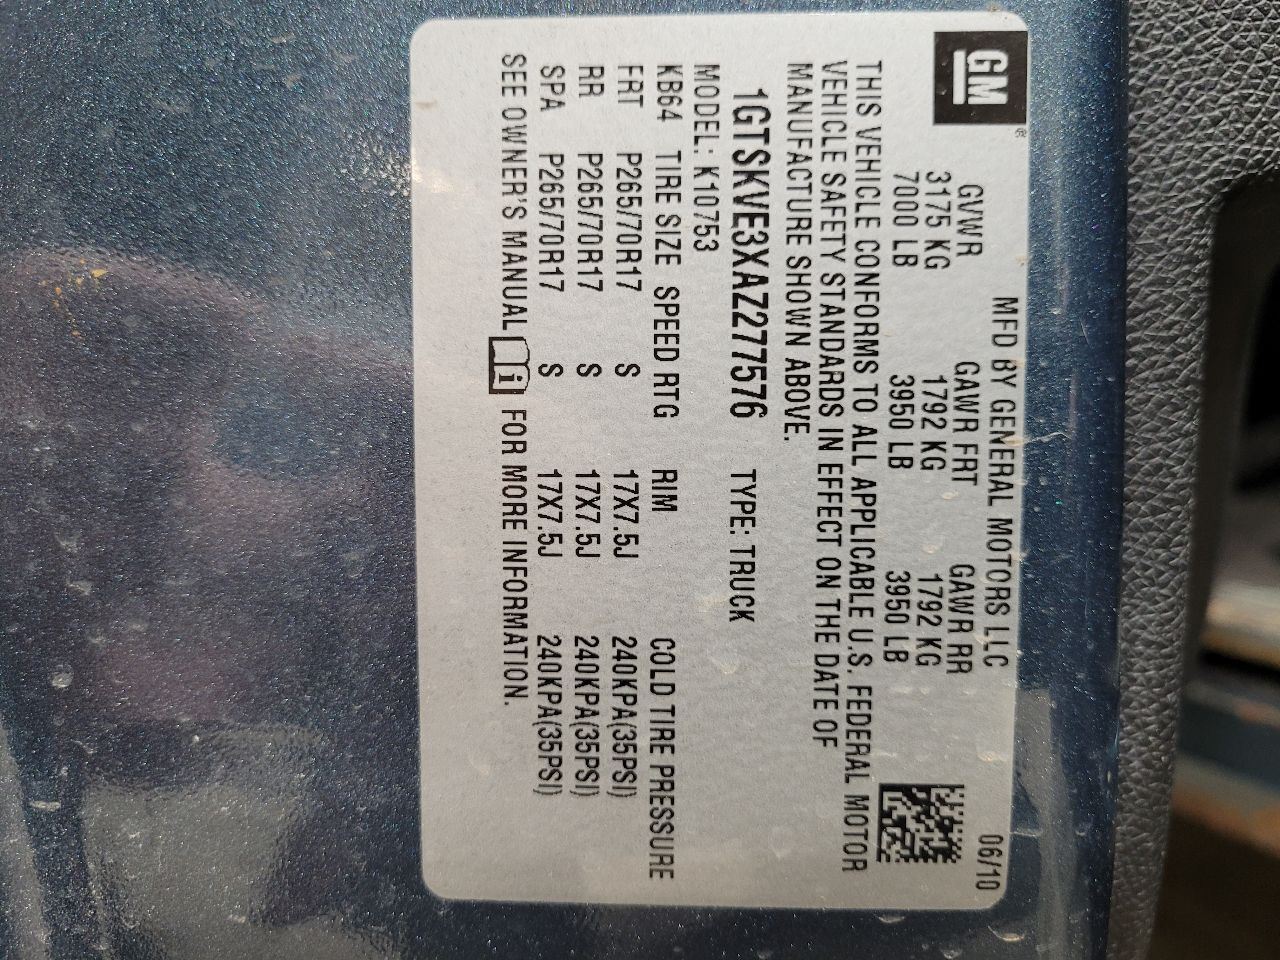 GM®
MFD BY GENERAL MOTORS LLC 06/10
GVWR GAWR FRT GAWR RR
3175 KG 1792 KG 1792 KG
7000 LB 3950 LB 3950 LB
THIS VEHICLE CONFORMS TO ALL APPLICABLE U.S. FEDERAL MOTOR
VEHICLE SAFETY STANDARDS IN EFFECT ON THE DATE OF
MANUFACTURE SHOWN ABOVE.
1GTSKVE3XAZ277576 TYPE: TRUCK
MODEL: K10753
KB64 TIRE SIZE SPEED RTG RIM COLD TIRE PRESSURE
FRT P265/70R17 S 17X7.5J 240KPA(35PSI)
RR P265/70R17 S 17X7.5J 240KPA(35PSI)
SPA P265/70R17 S 17X7.5J 240KPA(35PSI)
SEE OWNER'S MANUAL i FOR MORE INFORMATION.